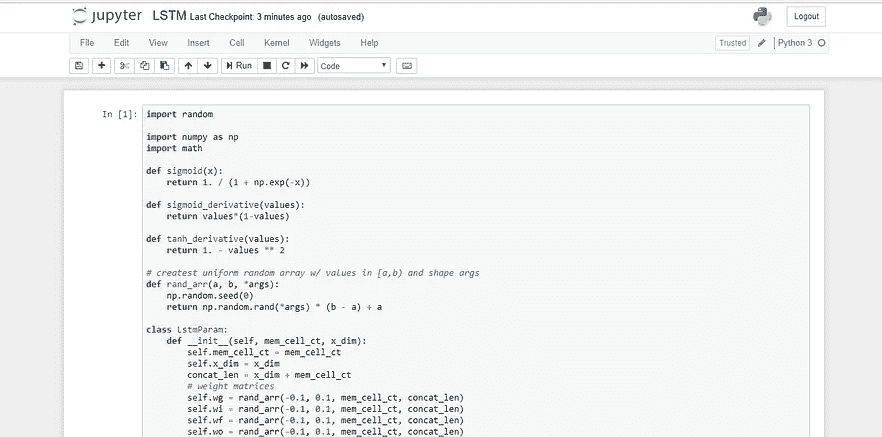 jupyter LSTM Last Checkpoint: 3 minutes ago (autosaved)
Logout
File Edit View Insert Cell Kernel Widgets Help
Trusted Python 3
Run Code
In [1]: import random
import numpy as np
import math
def sigmoid(x):
return 1. / (1 + np.exp(-x))
def sigmoid_derivative(values):
return values*(1-values)
def tanh_derivative(values):
return 1. - values ** 2
# createst uniform random array w/ values in [a,b) and shape args
def rand_arr(a, b, *args):
np.random.seed(0)
return np.random.rand(*args) * (b - a) + a
class LstmParam:
def __init__(self, mem_cell_ct, x_dim):
self.mem_cell_ct = mem_cell_ct
self.x_dim = x_dim
concat_len = x_dim + mem_cell_ct
# weight matrices
self.wg = rand_arr(-0.1, 0.1, mem_cell_ct, concat_len)
self.wi = rand_arr(-0.1, 0.1, mem_cell_ct, concat_len)
self.wf = rand_arr(-0.1, 0.1, mem_cell_ct, concat_len)
self.wo = rand_arr(-0.1, 0.1, mem_cell_ct, concat_len)